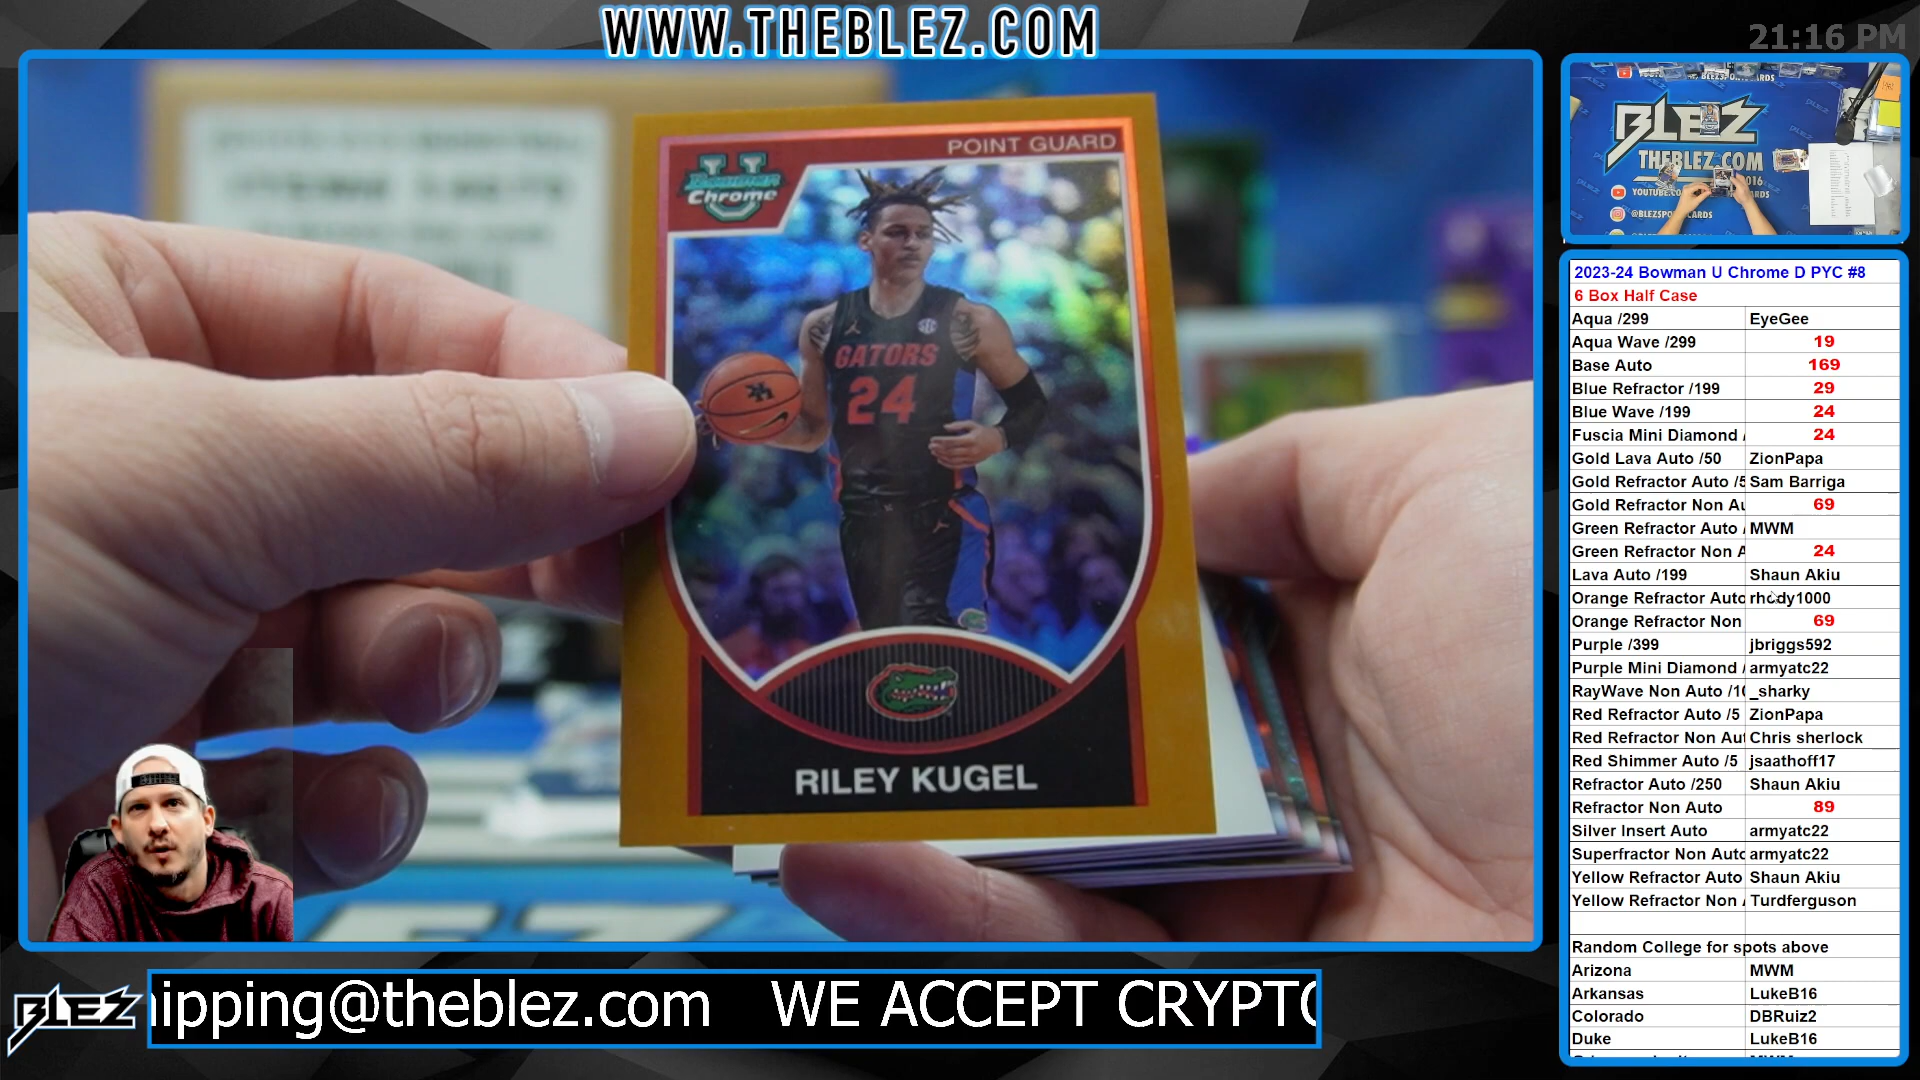 WWW.THEBLEZ.COM
21:16 PM
POINT GUARD
U
Bowman
Chrome
GATORS
24
RILEY KUGEL
BLEZ
THEBLEZ.COM
2023-24 Bowman U Chrome D PYC #8
6 Box Half Case
Aqua /299 EyeGee
Aqua Wave /299 19
Base Auto 169
Blue Refractor /199 29
Blue Wave /199 24
Fuscia Mini Diamond / 24
Gold Lava Auto /50 ZionPapa
Gold Refractor Auto /5 Sam Barriga
Gold Refractor Non Au 69
Green Refractor Auto / MWM
Green Refractor Non A 24
Lava Auto /199 Shaun Akiu
Orange Refractor Auto rhody1000
Orange Refractor Non 69
Purple /399 jbriggs592
Purple Mini Diamond / armyatc22
RayWave Non Auto /10 _sharky
Red Refractor Auto /5 ZionPapa
Red Refractor Non Aut Chris sherlock
Red Shimmer Auto /5 jsaathoff17
Refractor Auto /250 Shaun Akiu
Refractor Non Auto 89
Silver Insert Auto armyatc22
Superfractor Non Auto armyatc22
Yellow Refractor Auto Shaun Akiu
Yellow Refractor Non A Turdferguson
Random College for spots above
Arizona MWM
Arkansas LukeB16
Colorado DBRuiz2
Duke LukeB16
BLEZ
hipping@theblez.com WE ACCEPT CRYPTO